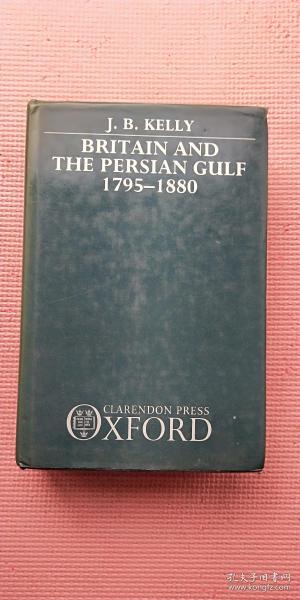 J. B. KELLY
BRITAIN AND
THE PERSIAN GULF
1795–1880
CLARENDON PRESS
OXFORD
孔夫子旧书网